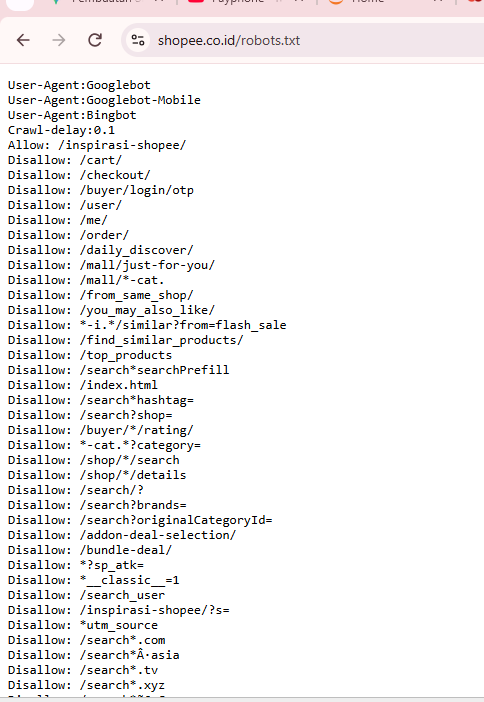 shopee.co.id/robots.txt
User-Agent:Googlebot
User-Agent:Googlebot-Mobile
User-Agent:Bingbot
Crawl-delay:0.1
Allow: /inspirasi-shopee/
Disallow: /cart/
Disallow: /checkout/
Disallow: /buyer/login/otp
Disallow: /user/
Disallow: /me/
Disallow: /order/
Disallow: /daily_discover/
Disallow: /mall/just-for-you/
Disallow: /mall/*-cat.
Disallow: /from_same_shop/
Disallow: /you_may_also_like/
Disallow: *-i.*/similar?from=flash_sale
Disallow: /find_similar_products/
Disallow: /top_products
Disallow: /search*searchPrefill
Disallow: /index.html
Disallow: /search*hashtag=
Disallow: /search?shop=
Disallow: /buyer/*/rating/
Disallow: *-cat.*?category=
Disallow: /shop/*/search
Disallow: /shop/*/details
Disallow: /search/?
Disallow: /search?brands=
Disallow: /search?originalCategoryId=
Disallow: /addon-deal-selection/
Disallow: /bundle-deal/
Disallow: *?sp_atk=
Disallow: *__classic__=1
Disallow: /search_user
Disallow: /inspirasi-shopee/?s=
Disallow: *utm_source
Disallow: /search*.com
Disallow: /search*Â·asia
Disallow: /search*.tv
Disallow: /search*.xyz